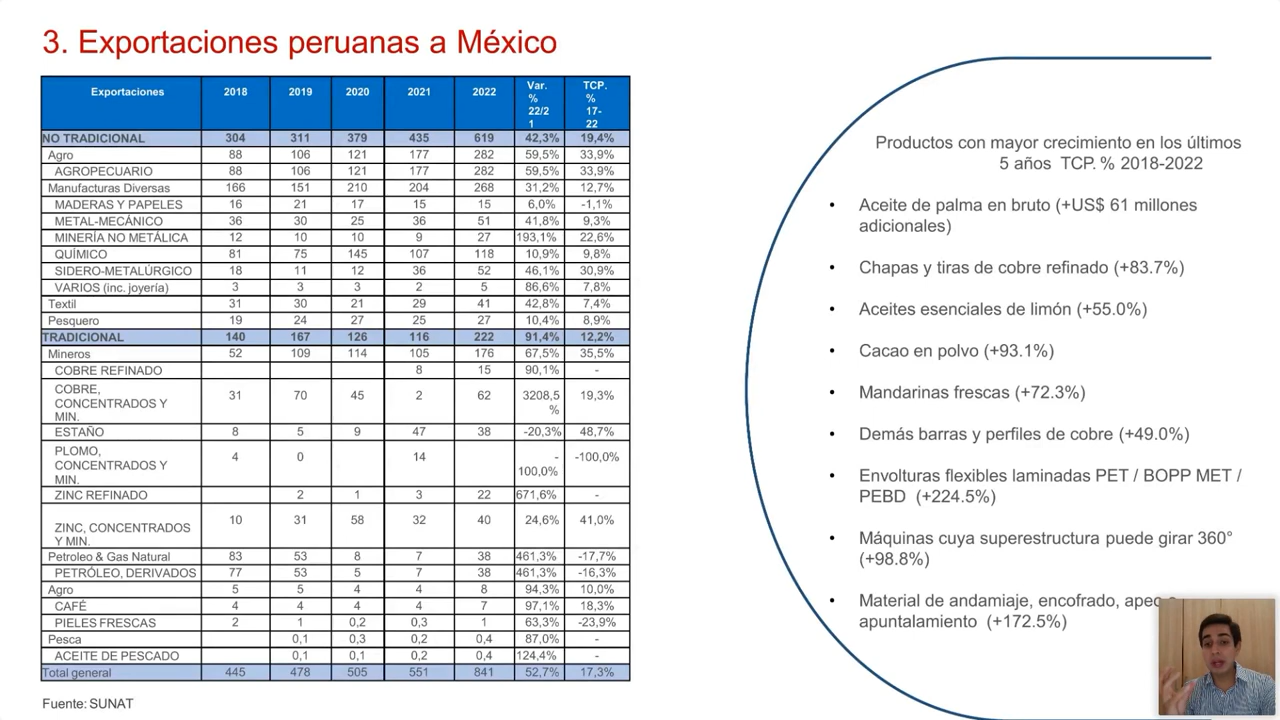 3. Exportaciones peruanas a México
Exportaciones 2018 2019 2020 2021 2022 Var. % 22/21 TCP. % 17-22
NO TRADICIONAL 304 311 379 435 619 42,3% 19,4%
Agro 88 106 121 177 282 59,5% 33,9%
AGROPECUARIO 88 106 121 177 282 59,5% 33,9%
Manufacturas Diversas 166 151 210 204 268 31,2% 12,7%
MADERAS Y PAPELES 16 21 17 15 15 6,0% -1,1%
METAL-MECÁNICO 36 30 25 36 51 41,8% 9,3%
MINERÍA NO METÁLICA 12 10 10 9 27 193,1% 22,6%
QUÍMICO 81 75 145 107 118 10,9% 9,8%
SIDERO-METALÚRGICO 18 11 12 36 52 46,1% 30,9%
VARIOS (inc. joyería) 3 3 3 2 5 86,6% 7,8%
Textil 31 30 21 29 41 42,8% 7,4%
Pesquero 19 24 27 25 27 10,4% 8,9%
TRADICIONAL 140 167 126 116 222 91,4% 12,2%
Mineros 52 109 114 105 176 67,5% 35,5%
COBRE REFINADO 8 15 90,1% -
COBRE, CONCENTRADOS Y MIN. 31 70 45 2 62 3208,5% 19,3%
ESTAÑO 8 5 9 47 38 -20,3% 48,7%
PLOMO, CONCENTRADOS Y MIN. 4 0 14 -100,0% -100,0%
ZINC REFINADO 2 1 3 22 671,6% -
ZINC, CONCENTRADOS Y MIN. 10 31 58 32 40 24,6% 41,0%
Petroleo & Gas Natural 83 53 8 7 38 461,3% -17,7%
PETRÓLEO, DERIVADOS 77 53 5 7 38 461,3% -16,3%
Agro 5 5 4 4 8 94,3% 10,0%
CAFÉ 4 4 4 4 7 97,1% 18,3%
PIELES FRESCAS 2 1 0,2 0,3 1 63,3% -23,9%
Pesca 0,1 0,3 0,2 0,4 87,0% -
ACEITE DE PESCADO 0,1 0,1 0,2 0,4 124,4% -
Total general 445 478 505 551 841 52,7% 17,3%
Fuente: SUNAT
Productos con mayor crecimiento en los últimos
5 años TCP. % 2018-2022
• Aceite de palma en bruto (+US$ 61 millones
adicionales)
• Chapas y tiras de cobre refinado (+83.7%)
• Aceites esenciales de limón (+55.0%)
• Cacao en polvo (+93.1%)
• Mandarinas frescas (+72.3%)
• Demás barras y perfiles de cobre (+49.0%)
• Envolturas flexibles laminadas PET / BOPP MET /
PEBD (+224.5%)
• Máquinas cuya superestructura puede girar 360°
(+98.8%)
• Material de andamiaje, encofrado,
apuntalamiento (+172.5%)